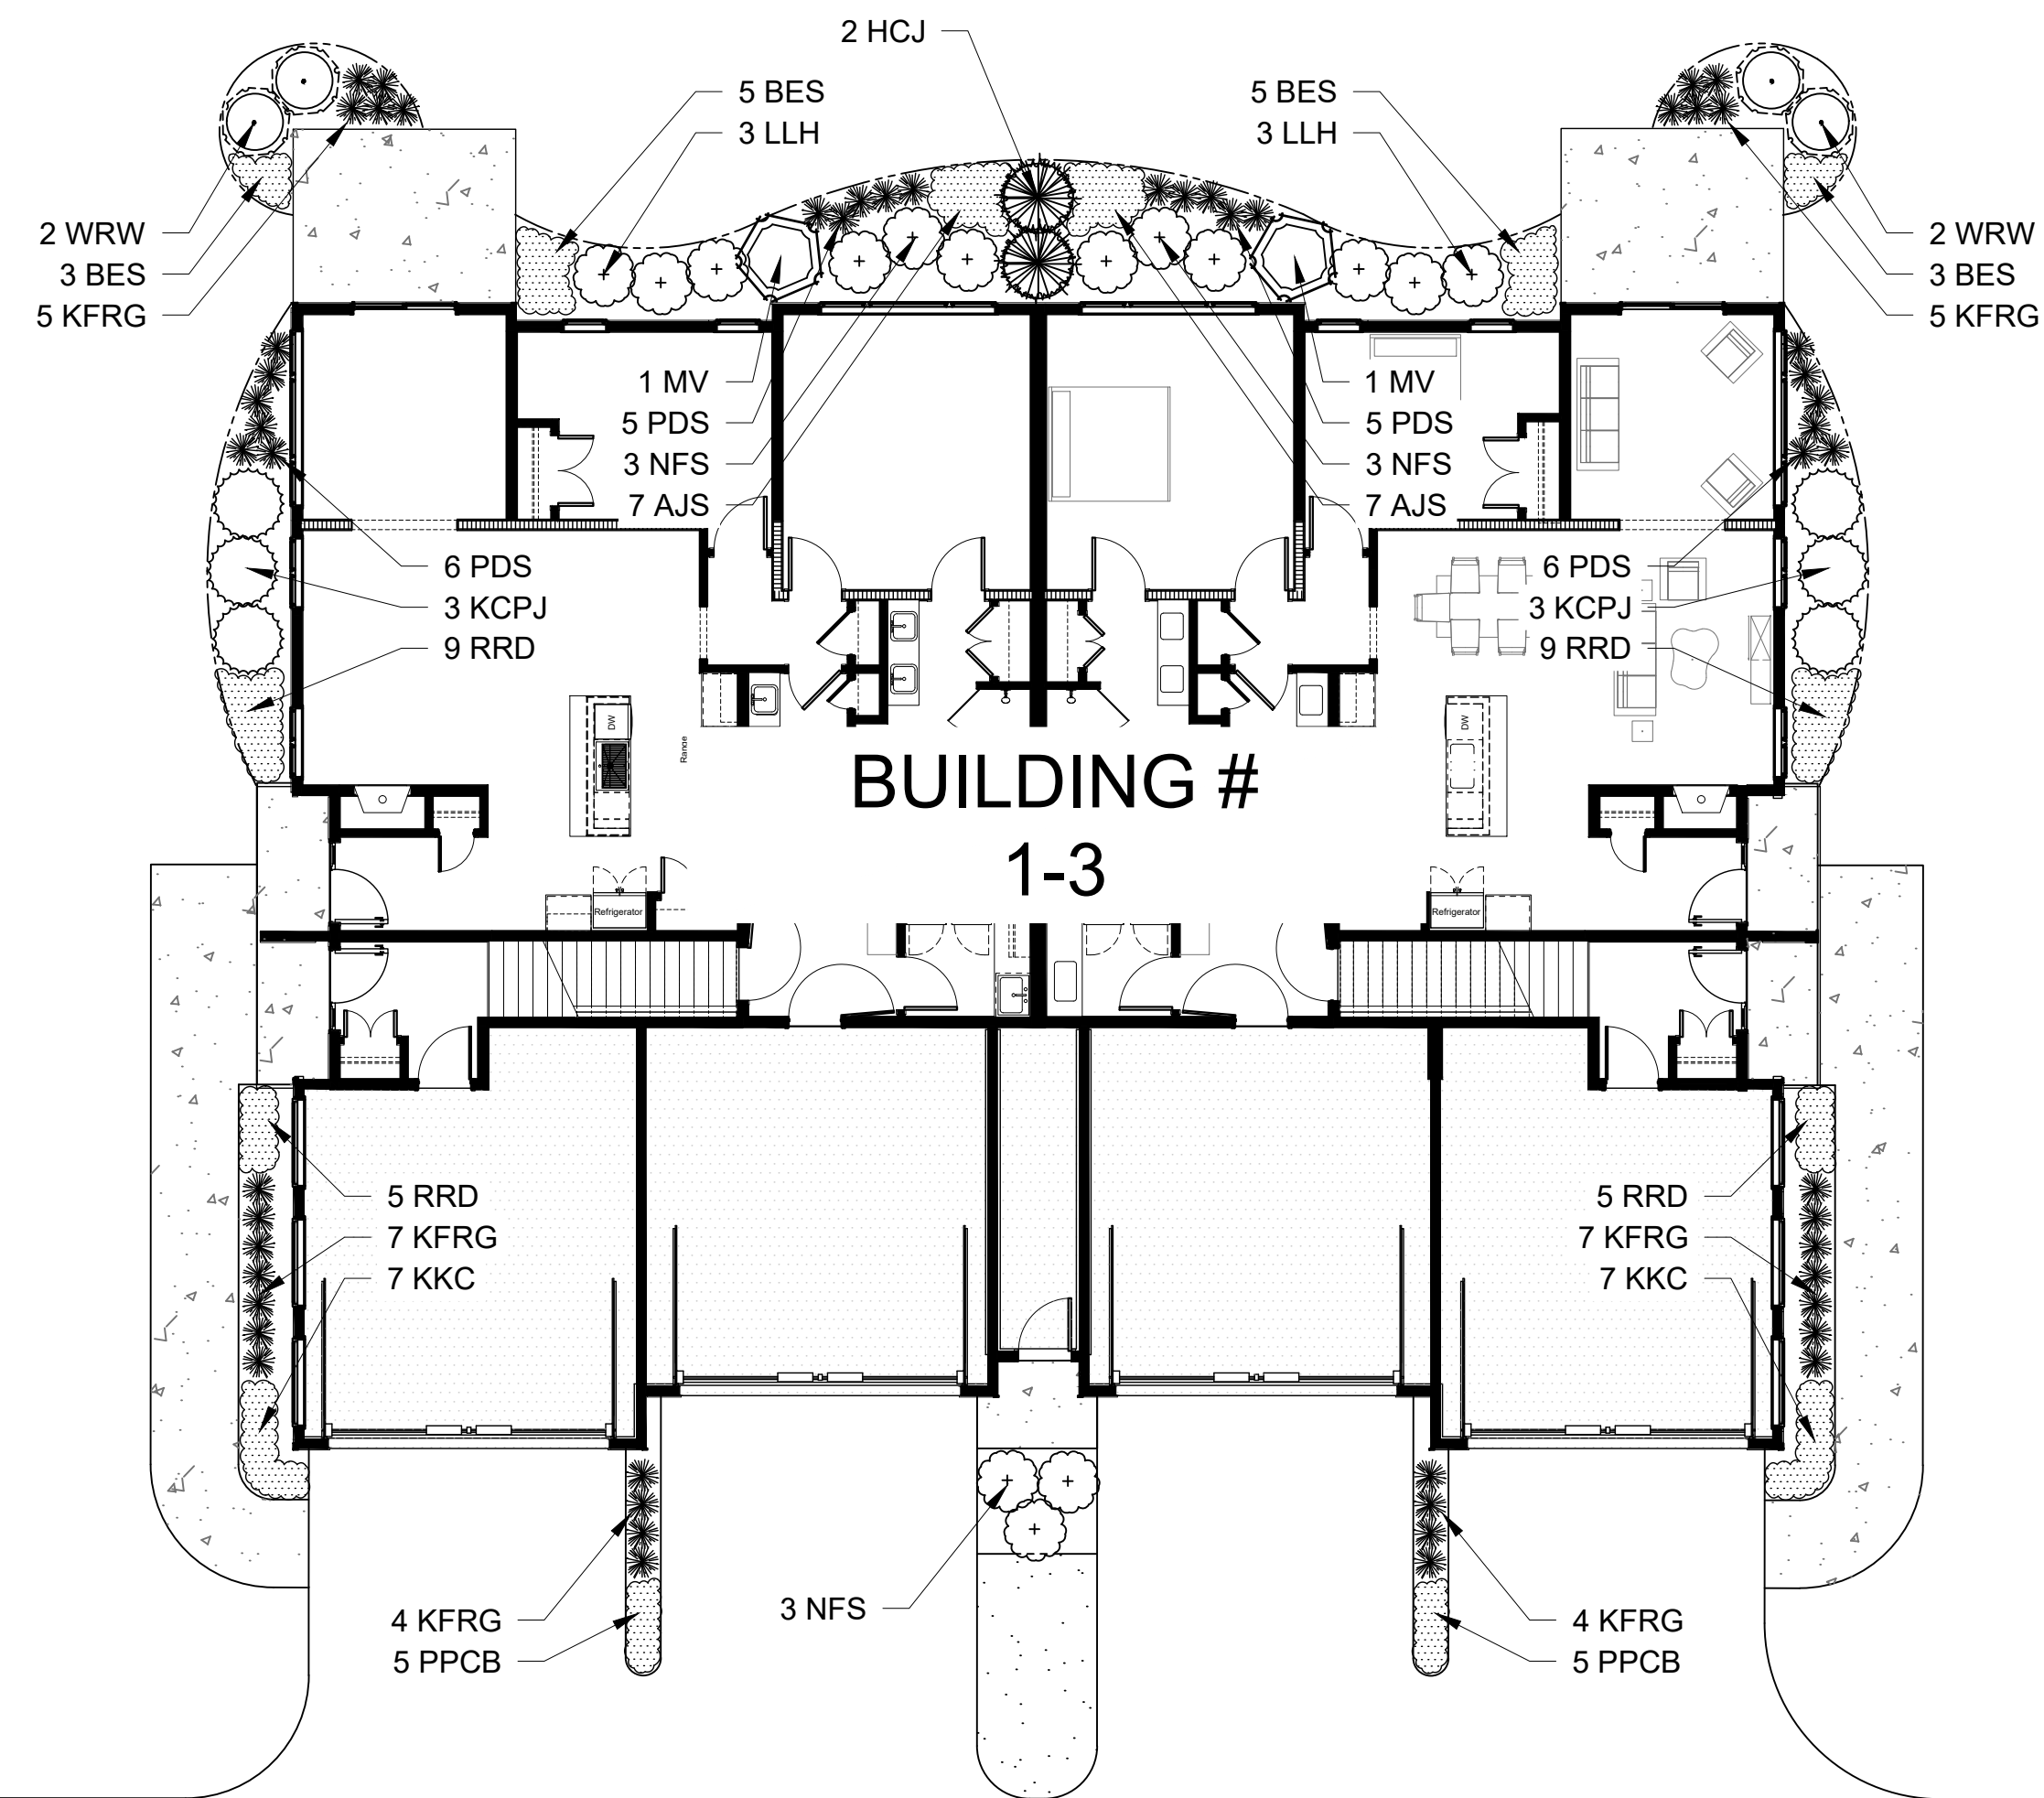 2 HCJ
5 BES
3 LLH
5 BES
3 LLH
2 WRW
3 BES
5 KFRG
2 WRW
3 BES
5 KFRG
1 MV
5 PDS
3 NFS
7 AJS
1 MV
5 PDS
3 NFS
7 AJS
6 PDS
3 KCPJ
9 RRD
6 PDS
3 KCPJ
9 RRD
DW
Range
DW
BUILDING #
1-3
Refrigerator
Refrigerator
5 RRD
7 KFRG
7 KKC
5 RRD
7 KFRG
7 KKC
4 KFRG
5 PPCB
3 NFS
4 KFRG
5 PPCB